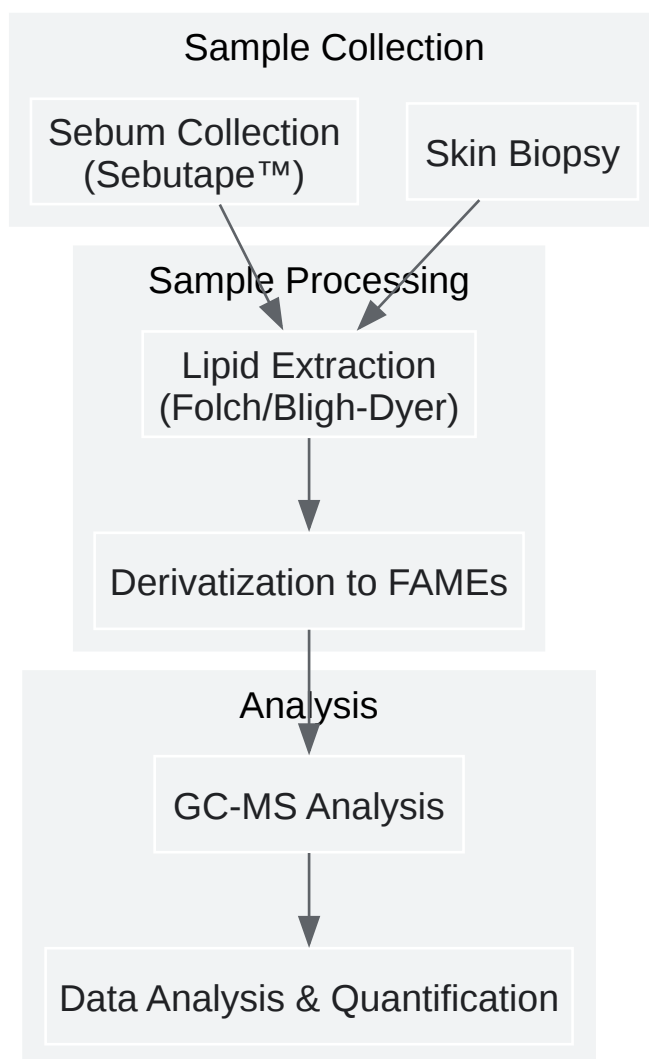 Sample Collection
Sebum Collection
(Sebutape™)
Skin Biopsy
Sample Processing
Lipid Extraction
(Folch/Bligh-Dyer)
Derivatization to FAMEs
Analysis
GC-MS Analysis
Data Analysis & Quantification